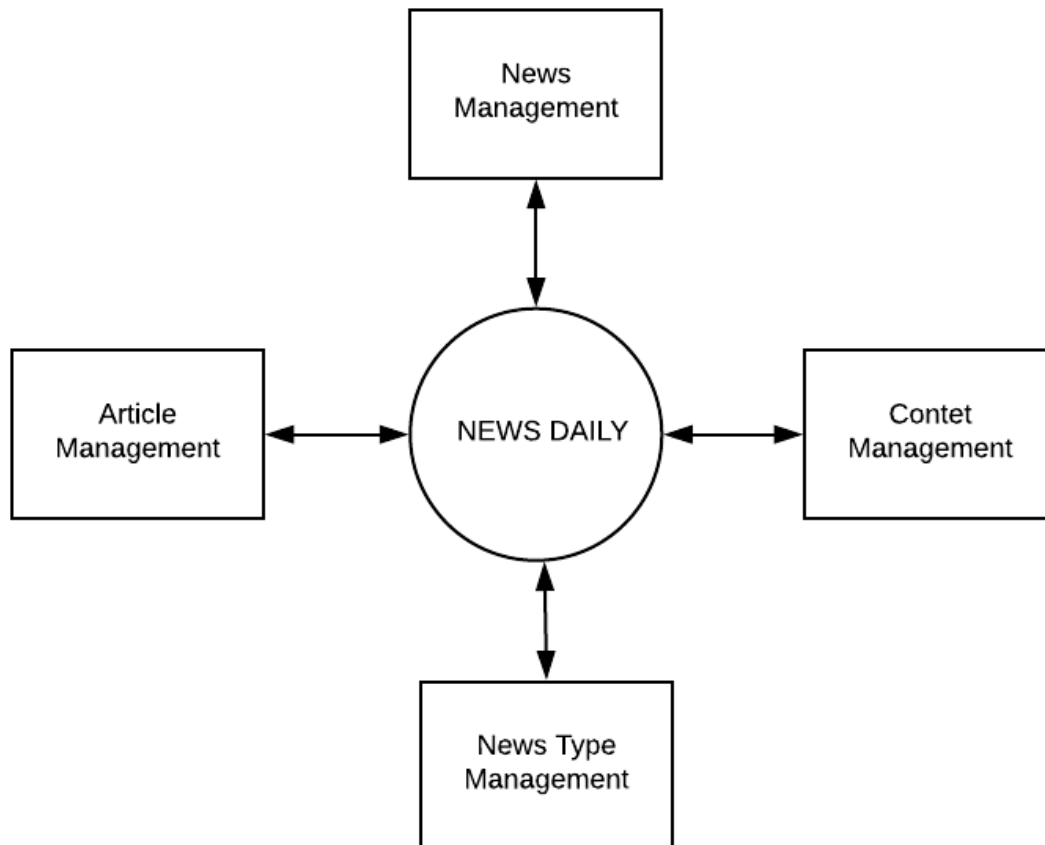 News
Management
Article
Management
NEWS DAILY
Contet
Management
News Type
Management